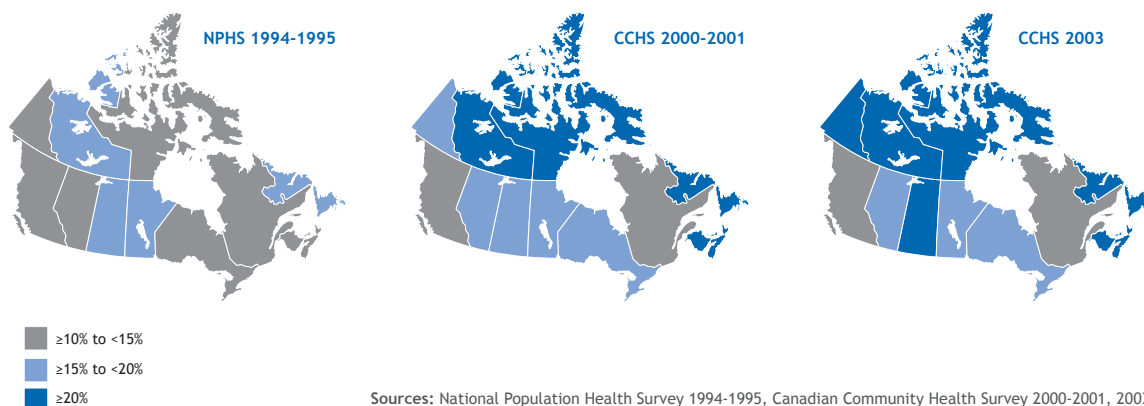 NPHS 1994-1995
CCHS 2000-2001
CCHS 2003
≥10% to <15%
≥15% to <20%
≥20%
Sources: National Population Health Survey 1994-1995, Canadian Community Health Survey 2000-2001, 200